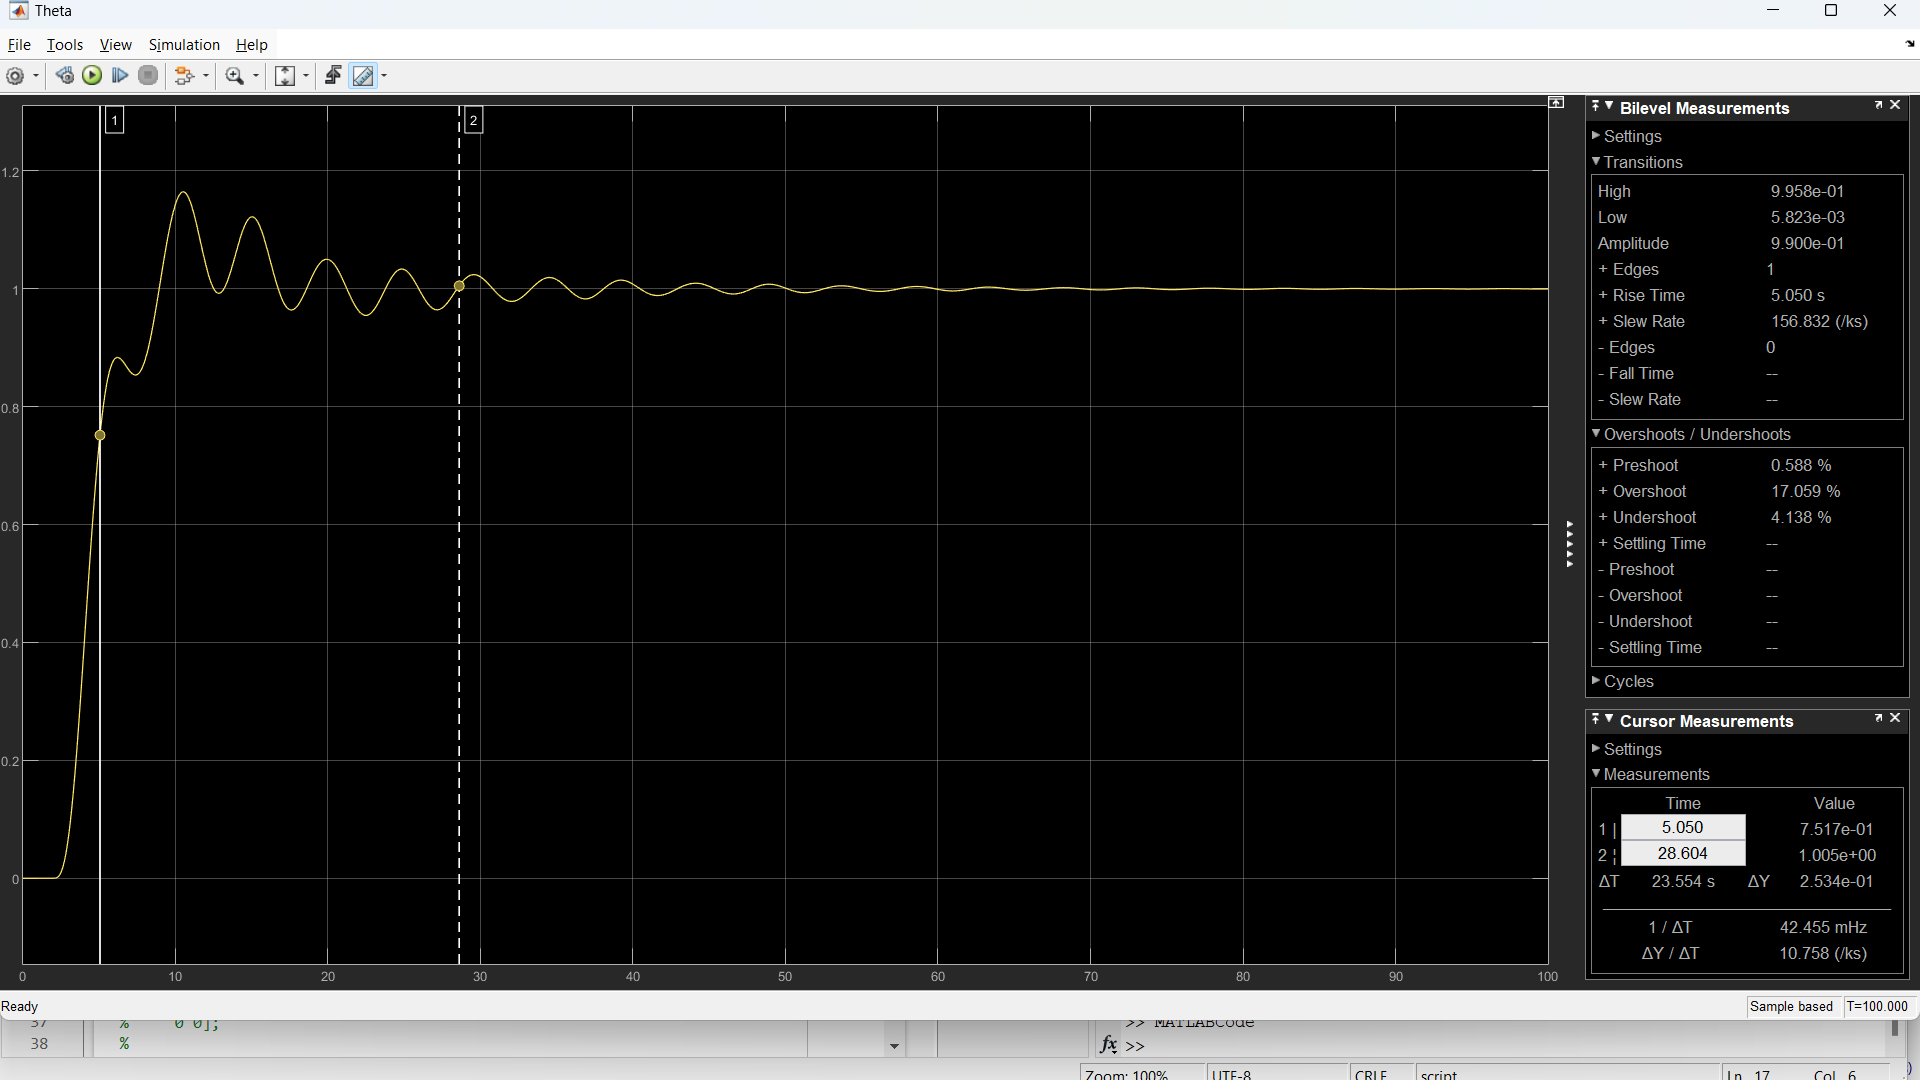 Theta
File Tools View Simulation Help
1 2
1.2
1
0.8
0.6
0.4
0.2
0
0 10 20 30 40 50 60 70 80 90 100
Bilevel Measurements
Settings
Transitions
High 9.958e-01
Low 5.823e-03
Amplitude 9.900e-01
+ Edges 1
+ Rise Time 5.050 s
+ Slew Rate 156.832 (/ks)
- Edges 0
- Fall Time --
- Slew Rate --
Overshoots / Undershoots
+ Preshoot 0.588 %
+ Overshoot 17.059 %
+ Undershoot 4.138 %
+ Settling Time --
- Preshoot --
- Overshoot --
- Undershoot --
- Settling Time --
Cycles
Cursor Measurements
Settings
Measurements
Time Value
1 | 5.050 7.517e-01
2 ¦ 28.604 1.005e+00
ΔT 23.554 s ΔY 2.534e-01
1 / ΔT 42.455 mHz
ΔY / ΔT 10.758 (/ks)
Ready Sample based T=100.000
37 % 0 0]; >> MATLABCode
38 % fx >>
Zoom: 100% UTF-8 CRLF script Ln 17 Col 6